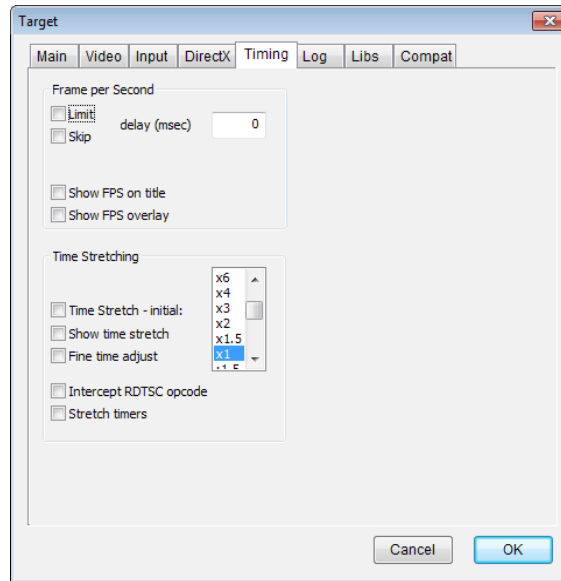 Target
Main Video Input DirectX Timing Log Libs Compat
Frame per Second
Limit
delay (msec) 0
Skip
Show FPS on title
Show FPS overlay
Time Stretching
x6
x4
Time Stretch - initial: x3
x2
Show time stretch
x1.5
Fine time adjust x1
Intercept RDTSC opcode
Stretch timers
Cancel OK